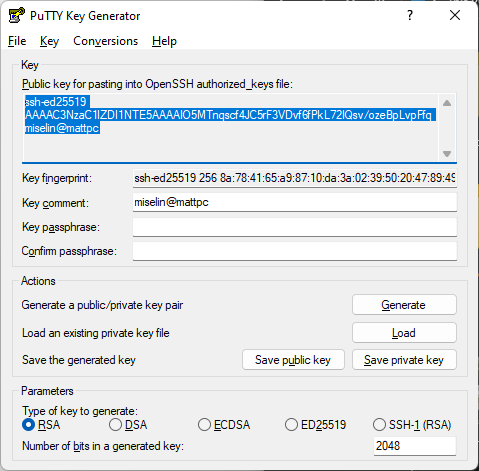 PuTTY Key Generator
File Key Conversions Help
Key
Public key for pasting into OpenSSH authorized_keys file:
ssh-ed25519
AAAAC3NzaC1lZDI1NTE5AAAAIO5MTnqscf4JC5rF3VDvf6fPkL72IQsv/ozeBpLvpFfq
miselin@mattpc
Key fingerprint: ssh-ed25519 256 8a:78:41:65:a9:87:10:da:3a:02:39:50:20:47:89:49
Key comment: miselin@mattpc
Key passphrase:
Confirm passphrase:
Actions
Generate a public/private key pair Generate
Load an existing private key file Load
Save the generated key Save public key Save private key
Parameters
Type of key to generate:
RSA DSA ECDSA ED25519 SSH-1 (RSA)
Number of bits in a generated key: 2048